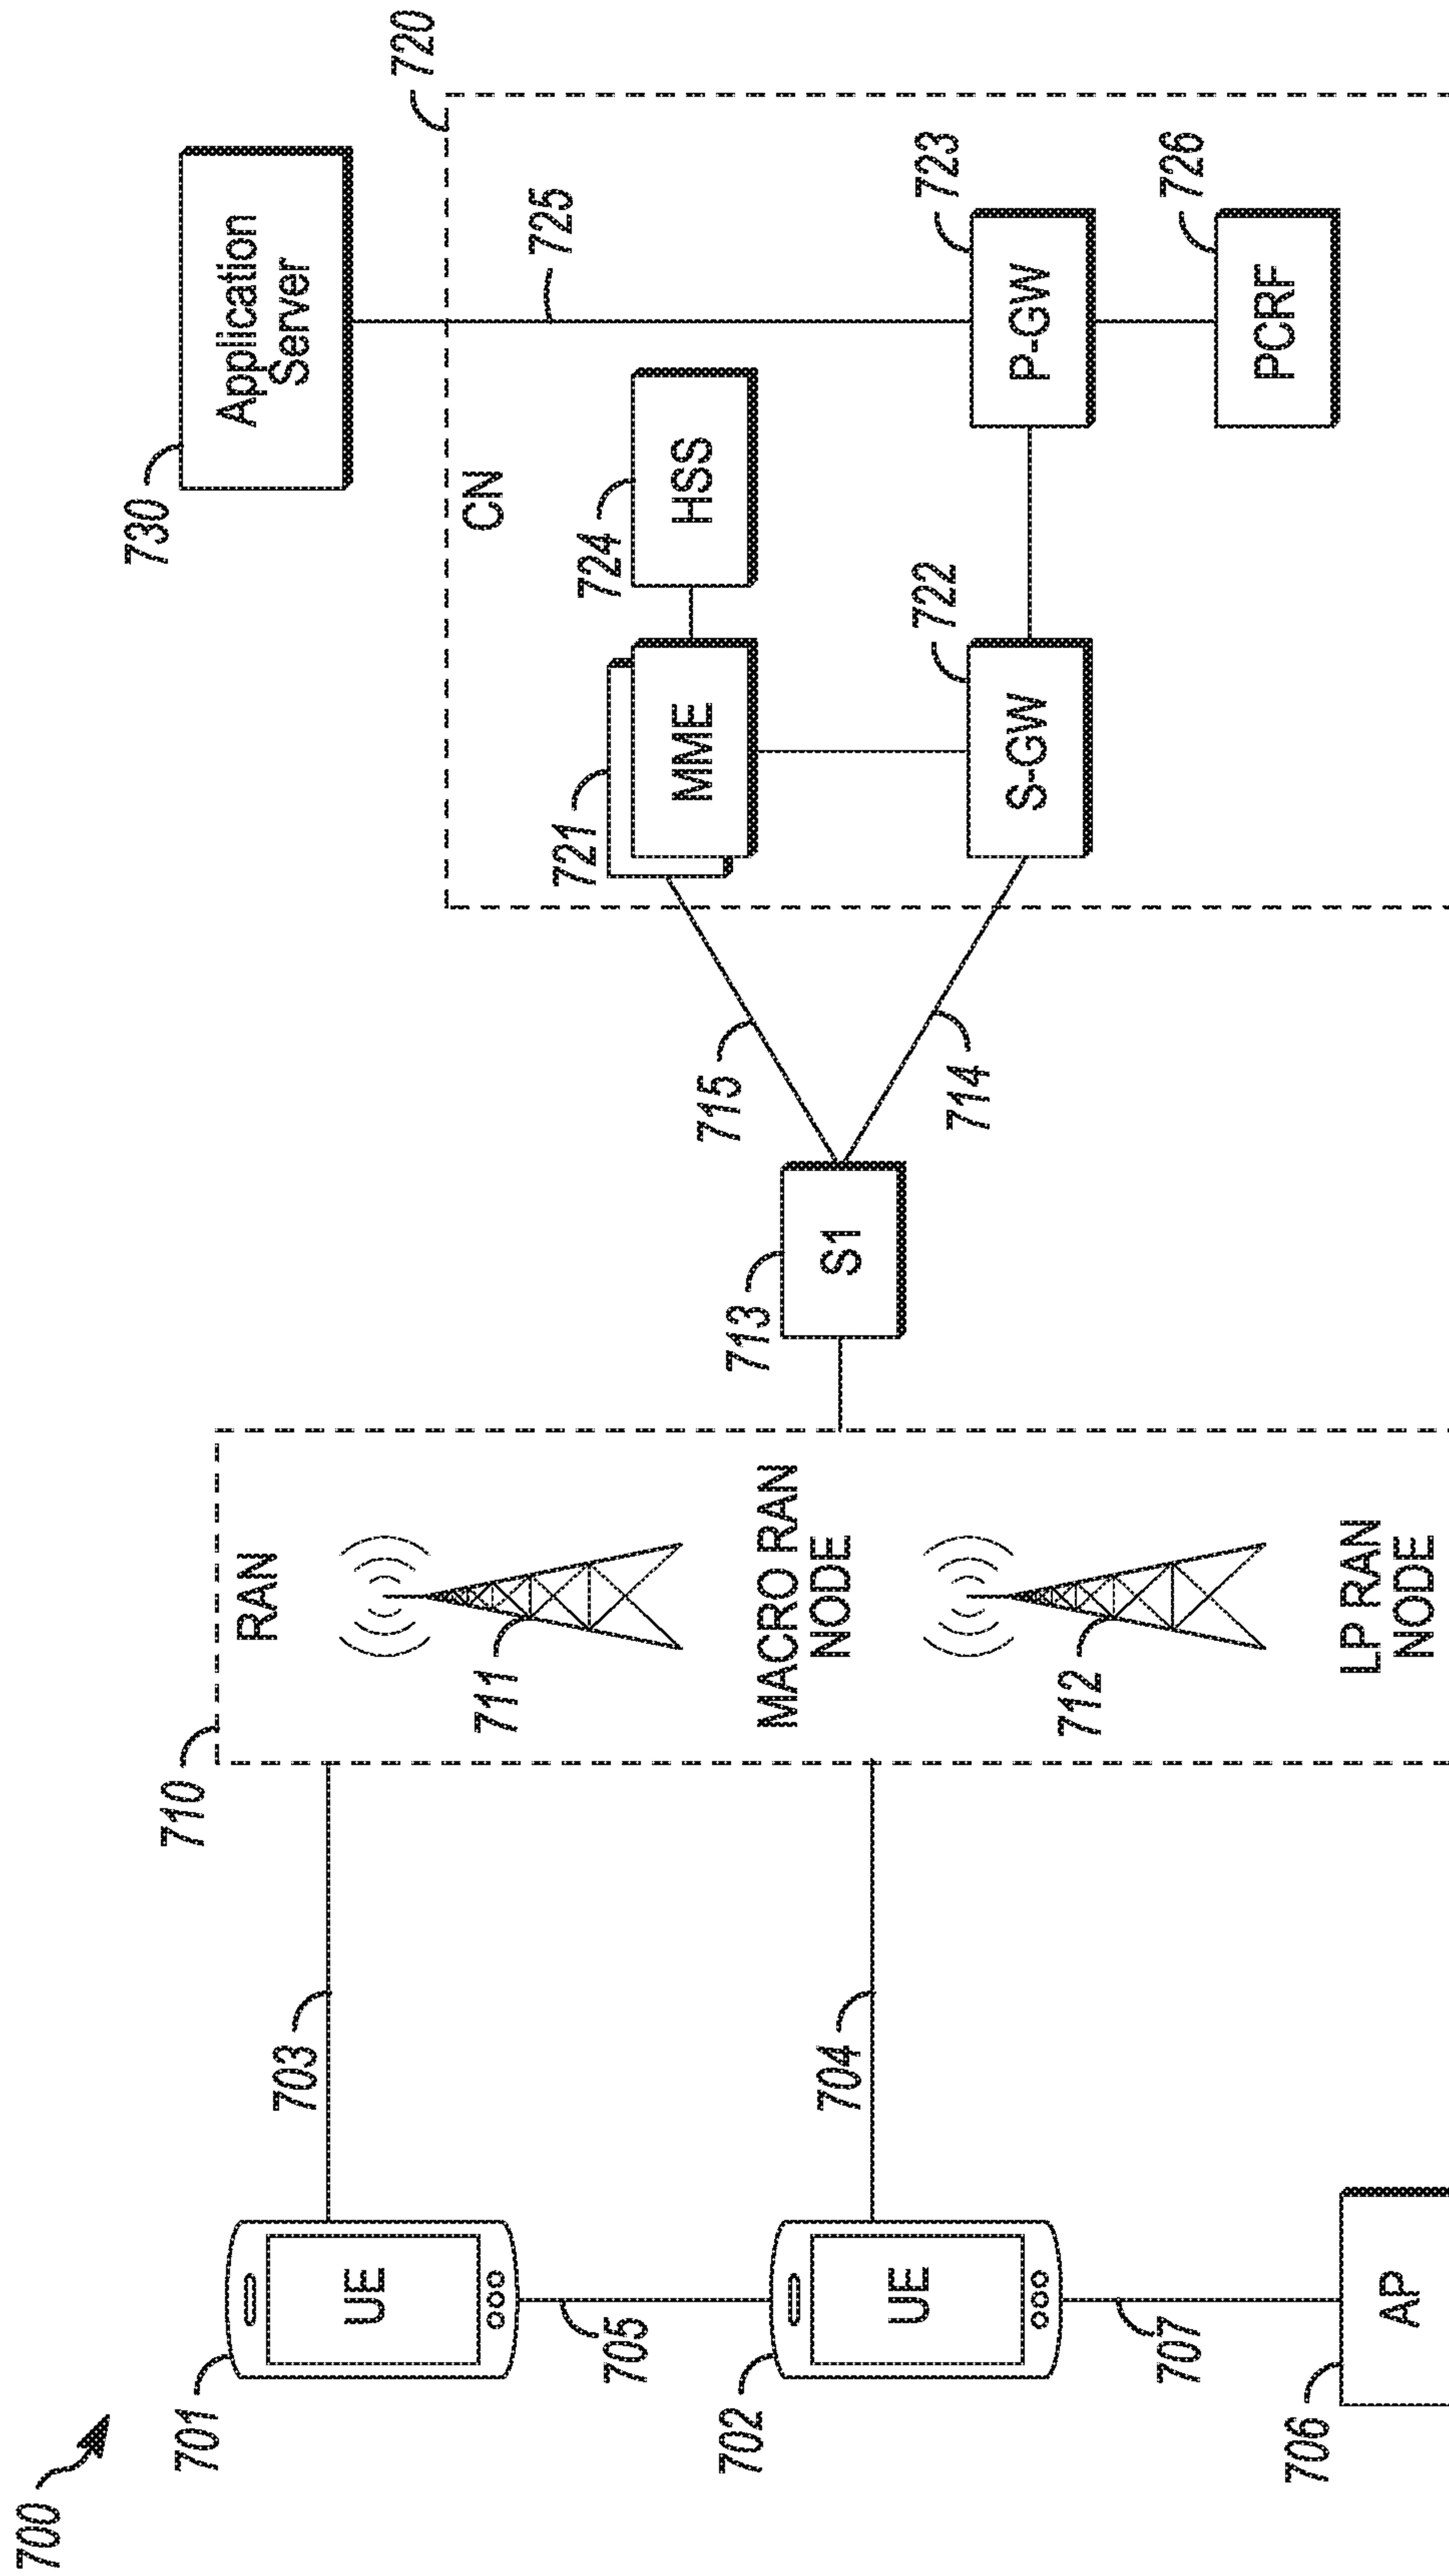 700
730
Application
Server
720
CN
725
724
HSS
721
MME
722
S-GW
723
P-GW
726
PCRF
715
714
713
S1
710
RAN
711
MACRO RAN
NODE
712
LP RAN
NODE
703
704
701
UE
705
702
UE
707
706
AP